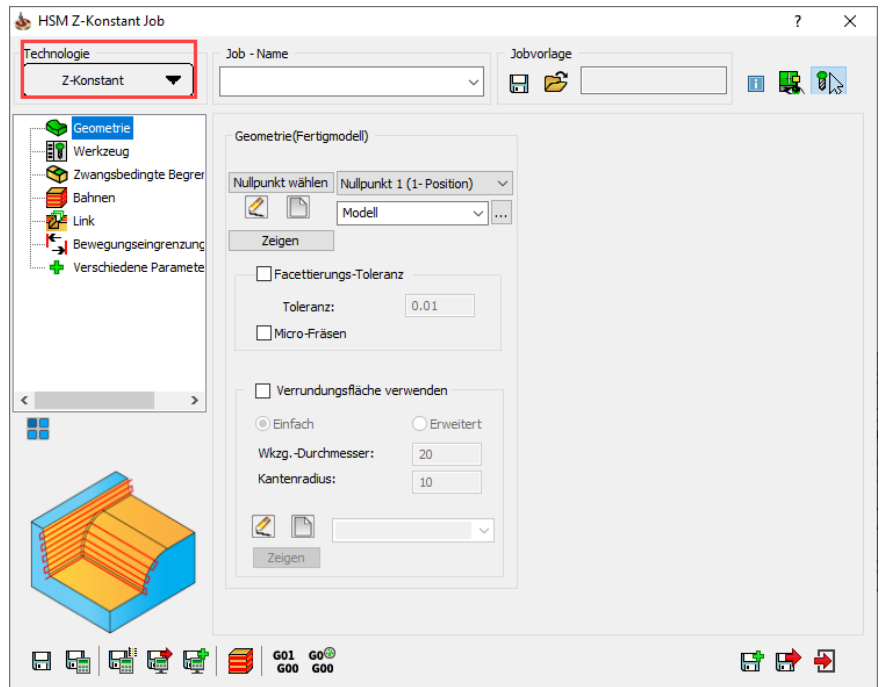 HSM Z-Konstant Job
? ×
Technologie
Z-Konstant
Job - Name
Jobvorlage
Geometrie
Werkzeug
Zwangsbedingte Begrer
Bahnen
Link
Bewegungseingrenzung
Verschiedene Paramete
Geometrie(Fertigmodell)
Nullpunkt wählen
Nullpunkt 1 (1- Position)
Modell
...
Zeigen
Facettierungs-Toleranz
Toleranz:
0.01
Micro-Fräsen
Verrundungsfläche verwenden
Einfach
Erweitert
Wkzg.-Durchmesser:
20
Kantenradius:
10
Zeigen
G01 G0
G00 G00